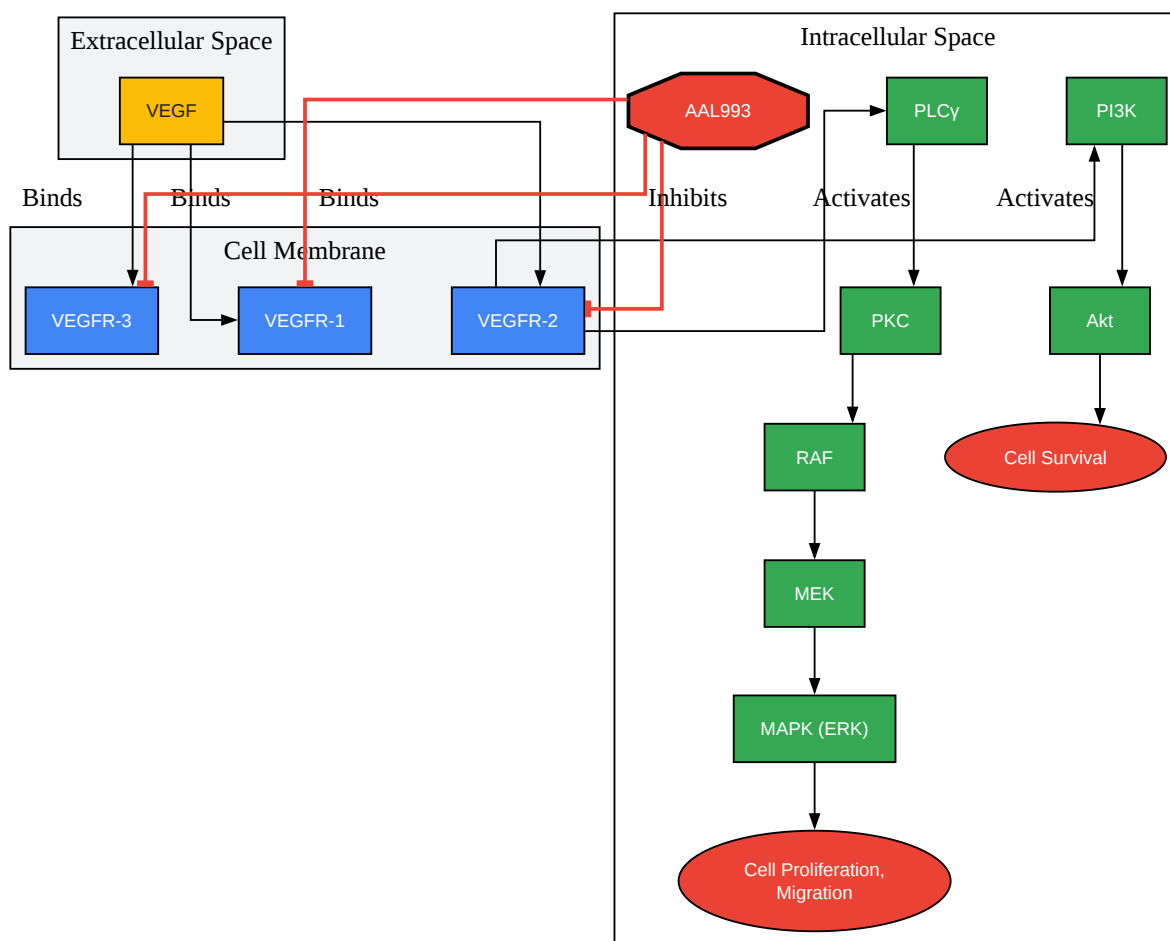 Extracellular Space
Intracellular Space
VEGF
AAL993
PLCγ
PI3K
Binds
Binds
Binds
Inhibits
Activates
Activates
Cell Membrane
VEGFR-3
VEGFR-1
VEGFR-2
PKC
Akt
RAF
Cell Survival
MEK
MAPK (ERK)
Cell Proliferation,
Migration